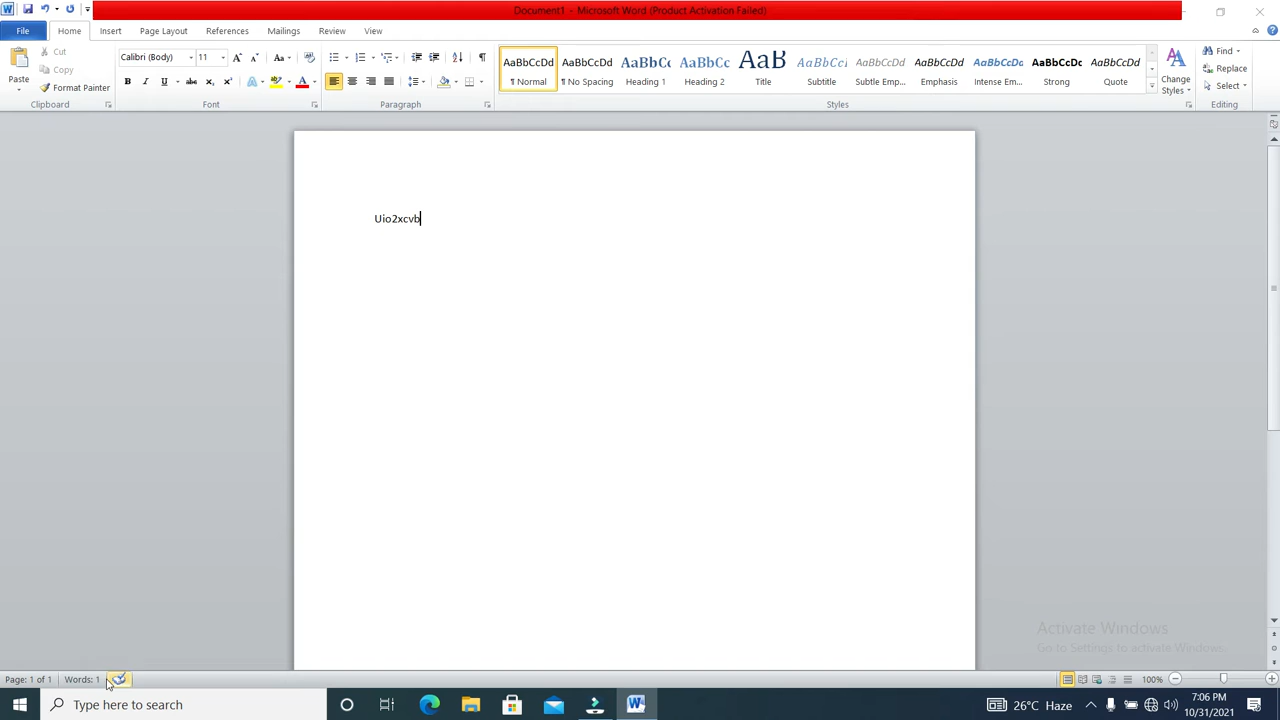 Document1 - Microsoft Word (Product Activation Failed)
File Home Insert Page Layout References Mailings Review View
Paste
Cut
Copy
Format Painter
Clipboard
Calibri (Body) 11
Font
Paragraph
AaBbCcDd AaBbCcDd AaBbCc AaBbCc AaB AaBbCcI AaBbCcDd AaBbCcDd AaBbCcDd AaBbCcDc AaBbCcDd
¶ Normal ¶ No Spacing Heading 1 Heading 2 Title Subtitle Subtle Emp... Emphasis Intense Em... Strong Quote
Change
Styles
Styles
Find
Replace
Select
Editing
Uio2xcvb
Activate Windows
Go to Settings to activate Windows.
Page: 1 of 1 Words: 1 100%
Type here to search
26°C Haze
7:06 PM
10/31/2021